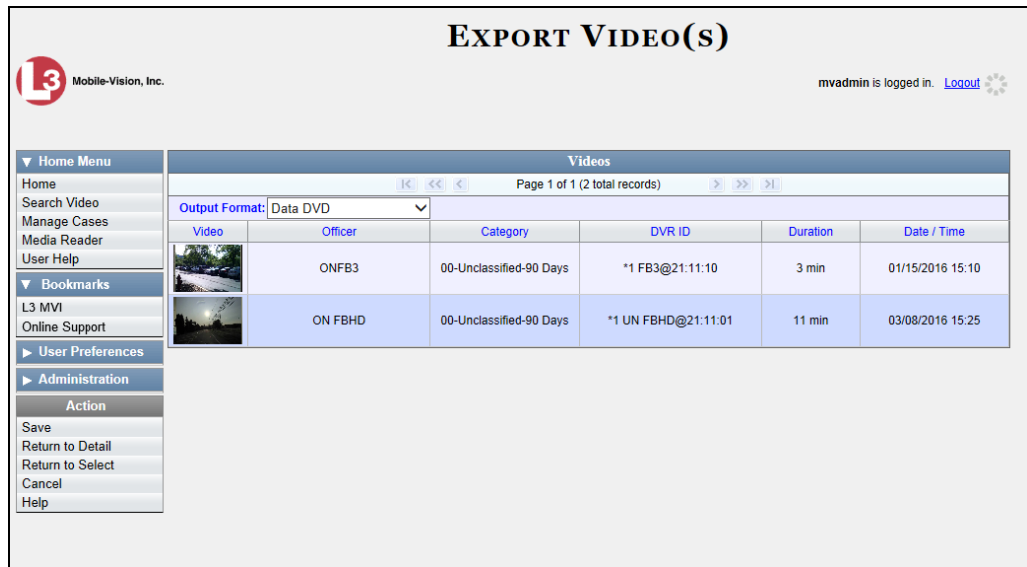 EXPORT VIDEO(S)
L3 Mobile-Vision, Inc.
mvadmin is logged in. Logout
Home Menu
Home
Search Video
Manage Cases
Media Reader
User Help
Bookmarks
L3 MVI
Online Support
User Preferences
Administration
Action
Save
Return to Detail
Return to Select
Cancel
Help
Videos
Page 1 of 1 (2 total records)
Output Format: Data DVD
Video Officer Category DVR ID Duration Date / Time
ONFB3 00-Unclassified-90 Days *1 FB3@21:11:10 3 min 01/15/2016 15:10
ON FBHD 00-Unclassified-90 Days *1 UN FBHD@21:11:01 11 min 03/08/2016 15:25